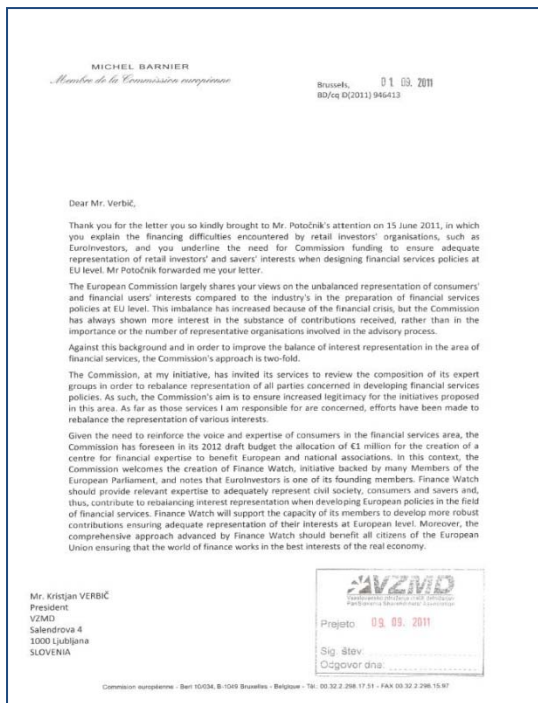 MICHEL BARNIER
Membre de la Commission européenne
Brussels, 01. 09. 2011
BD/cq D(2011) 946413
Dear Mr. Verbič,
Thank you for the letter you so kindly brought to Mr. Potočnik's attention on 15 June 2011, in which
you explain the financing difficulties encountered by retail investors' organisations, such as
EuroInvestors, and you underline the need for Commission funding to ensure adequate
representation of retail investors' and savers' interests when designing financial services policies at
EU level. Mr Potočnik forwarded me your letter.
The European Commission largely shares your views on the unbalanced representation of consumers'
and financial users' interests compared to the industry's in the preparation of financial services
policies at EU level. This imbalance has increased because of the financial crisis, but the Commission
has always shown more interest in the substance of contributions received, rather than in the
importance or the number of representative organisations involved in the advisory process.
Against this background and in order to improve the balance of interest representation in the area of
financial services, the Commission's approach is two-fold.
The Commission, at my initiative, has invited its services to review the composition of its expert
groups in order to rebalance representation of all parties concerned in developing financial services
policies. As such, the Commission's aim is to ensure increased legitimacy for the initiatives proposed
in this area. As far as those services I am responsible for are concerned, efforts have been made to
rebalance the representation of various interests.
Given the need to reinforce the voice and expertise of consumers in the financial services area, the
Commission has foreseen in its 2012 draft budget the allocation of €1 million for the creation of a
centre for financial expertise to benefit European and national associations. In this context, the
Commission welcomes the creation of Finance Watch, initiative backed by many Members of the
European Parliament, and notes that EuroInvestors is one of its founding members. Finance Watch
should provide relevant expertise to adequately represent civil society, consumers and savers and,
thus, contribute to rebalancing interest representation when developing European policies in the field
of financial services. Finance Watch will support the capacity of its members to develop more robust
contributions ensuring adequate representation of their interests at European level. Moreover, the
comprehensive approach advanced by Finance Watch should benefit all citizens of the European
Union ensuring that the world of finance works in the best interests of the real economy.
Mr. Kristjan VERBIČ
President
VZMD
Salendrova 4
1000 Ljubljana
SLOVENIA
VZMD
Prejeto: 09. 09. 2011
Sig. štev.:
Odgovor dne:
Commision européenne - Berl 10/034, B-1049 Bruxelles - Belgique - Tél. 00.32.2.298.17.51 - FAX 00.32.2.298.15.97